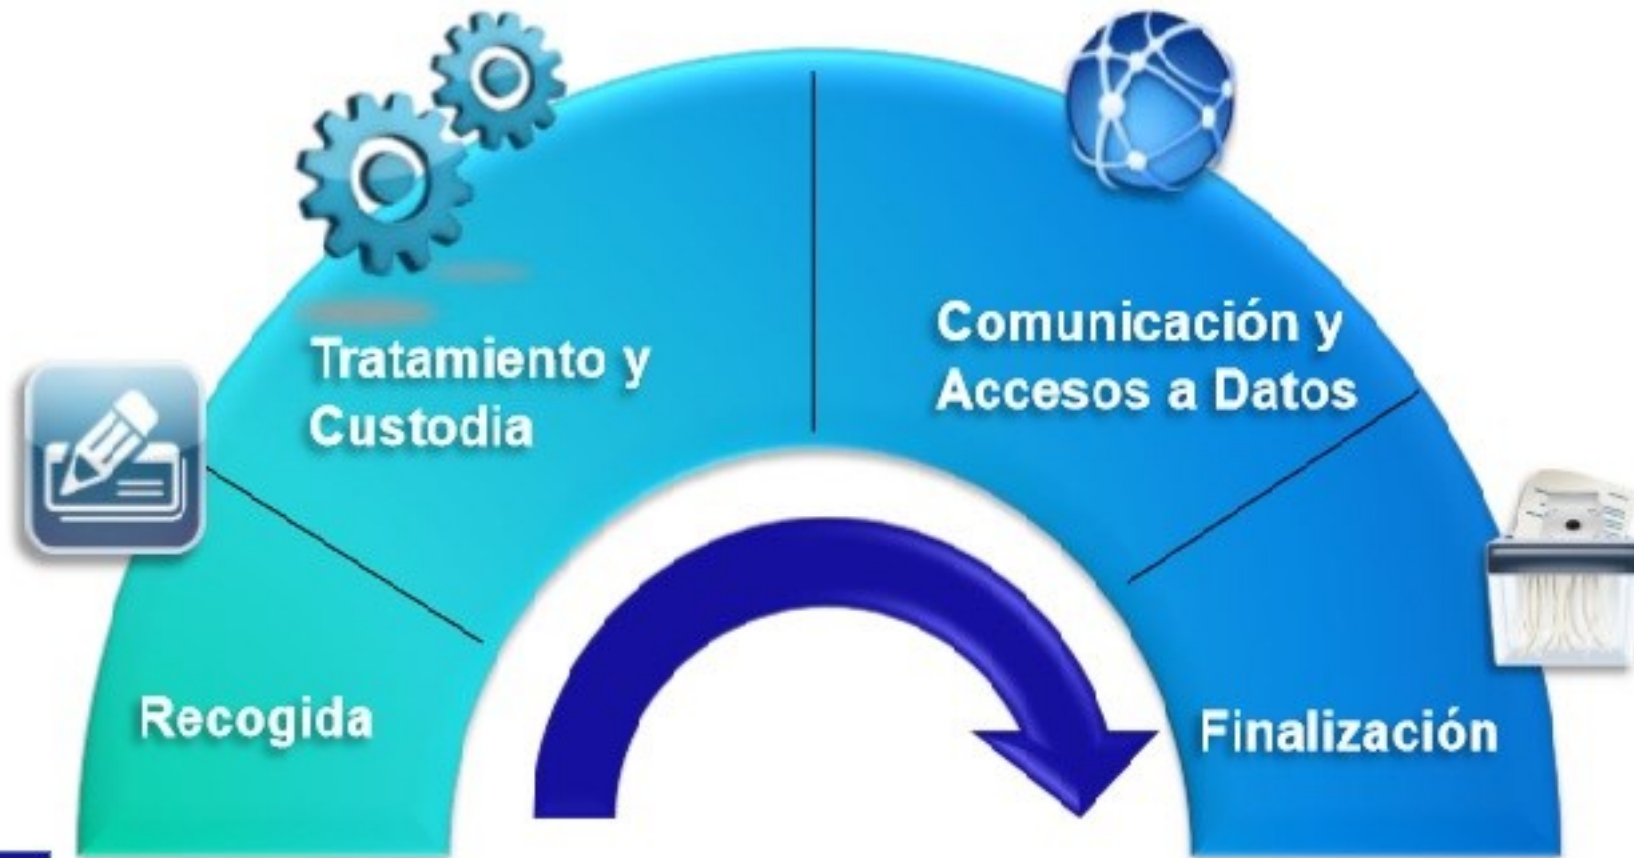 Recogida
Tratamiento y
Custodia
Comunicación y
Accesos a Datos
Finalización